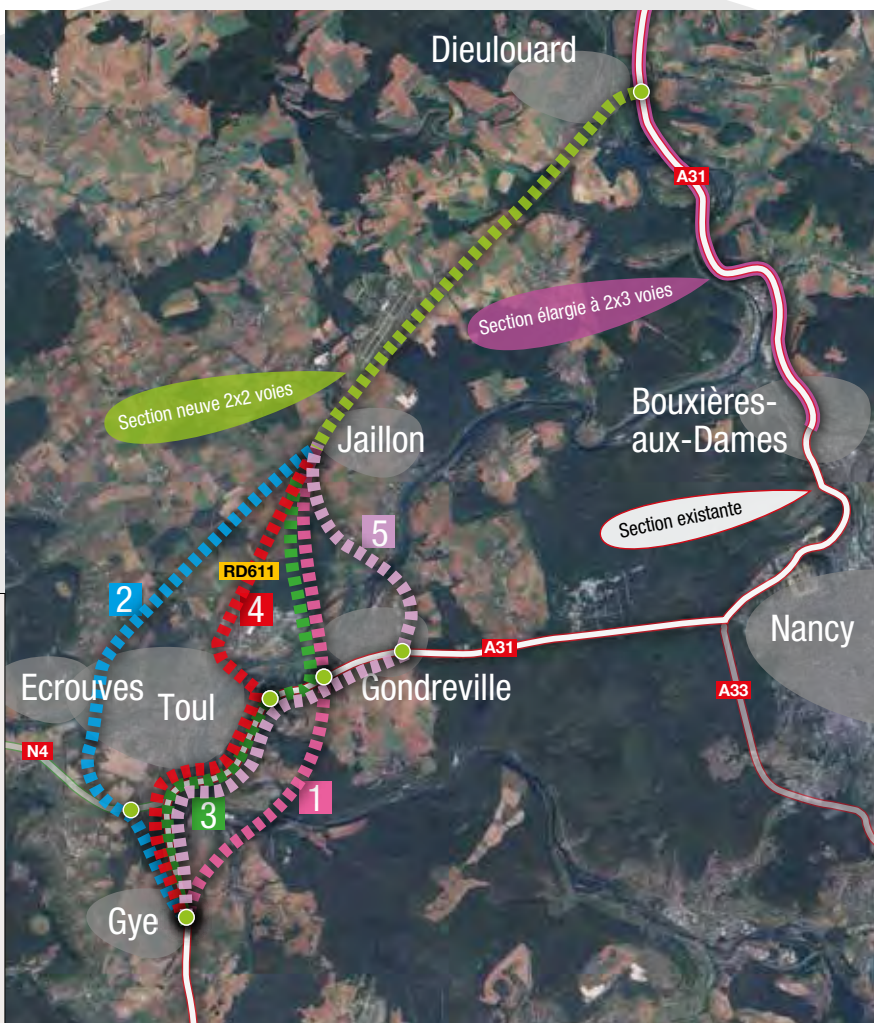 Dieulouard
A31
Section élargie à 2x3 voies
Section neuve 2x2 voies
Bouxières-
aux-Dames
Jaillon
Section existante
5
RD611
2
4
Nancy
A31
Ecrouves
Toul
Gondreville
A33
N4
1
3
Gye